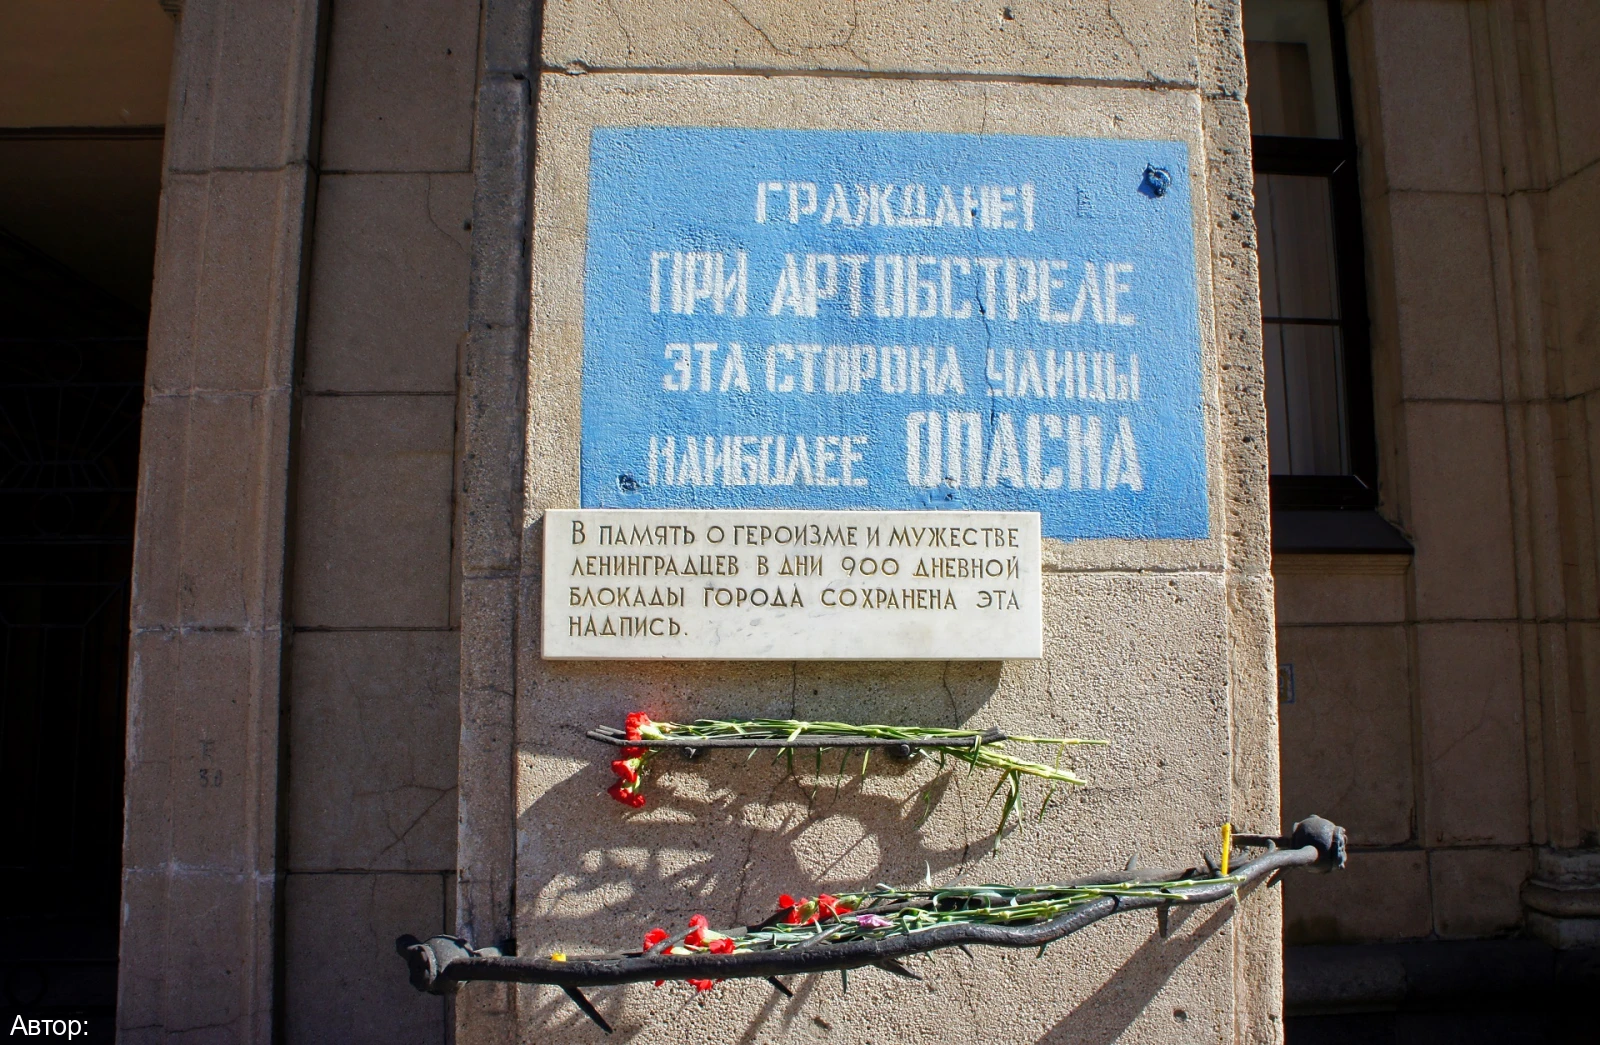 ГРАЖДАНЕ!
ПРИ АРТОБСТРЕЛЕ
ЭТА СТОРОНА УЛИЦЫ
НАИБОЛЕЕ ОПАСНА
В ПАМЯТЬ О ГЕРОИЗМЕ И МУЖЕСТВЕ
ЛЕНИНГРАДЦЕВ В ДНИ 900 ДНЕВНОЙ
БЛОКАДЫ ГОРОДА СОХРАНЕНА ЭТА
НАДПИСЬ.
Автор: